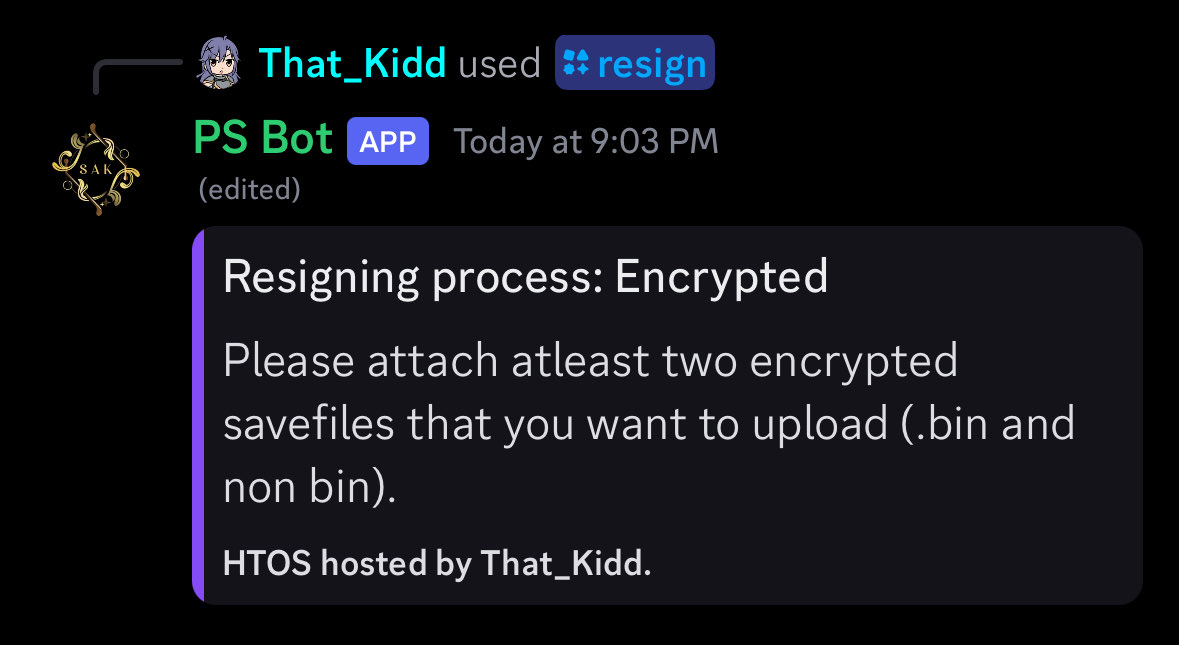 That_Kidd used resign
PS Bot APP Today at 9:03 PM
(edited)
SAK
Resigning process: Encrypted
Please attach atleast two encrypted
savefiles that you want to upload (.bin and
non bin).
HTOS hosted by That_Kidd.